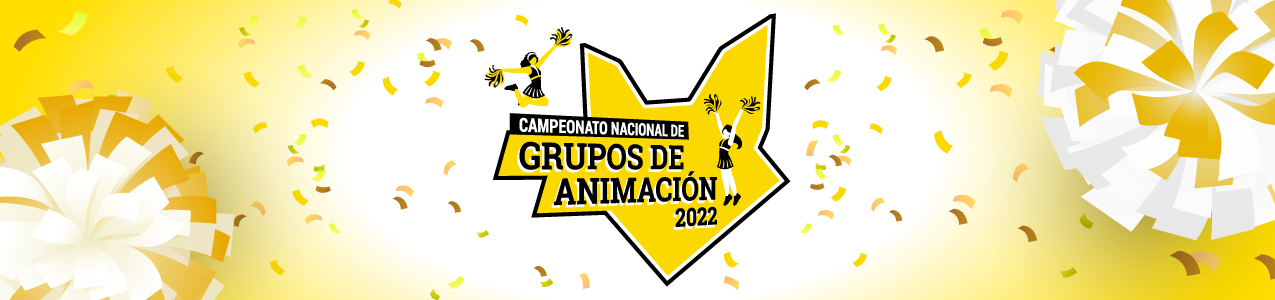 CAMPEONATO NACIONAL DE
GRUPOS DE
ANIMACIÓN
2022